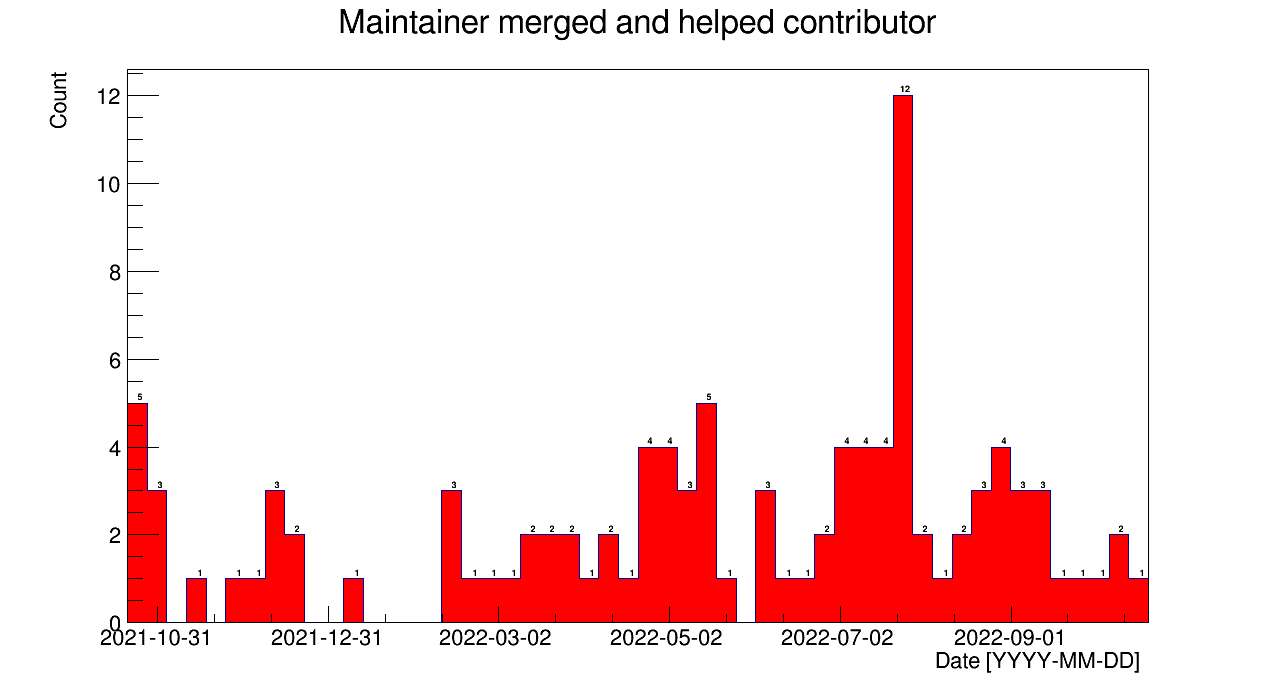 Maintainer merged and helped contributor
Count
12
10
8
6
4
2
0
12
5 5
4 4 4 4 4 4
3 3 3 3 3 3 3 3
2 2 2 2 2 2 2 2 2
1 1 1 1 1 1 1 1 1 1 1 1 1 1 1 1 1
2021-10-31 2021-12-31 2022-03-02 2022-05-02 2022-07-02 2022-09-01
Date [YYYY-MM-DD]